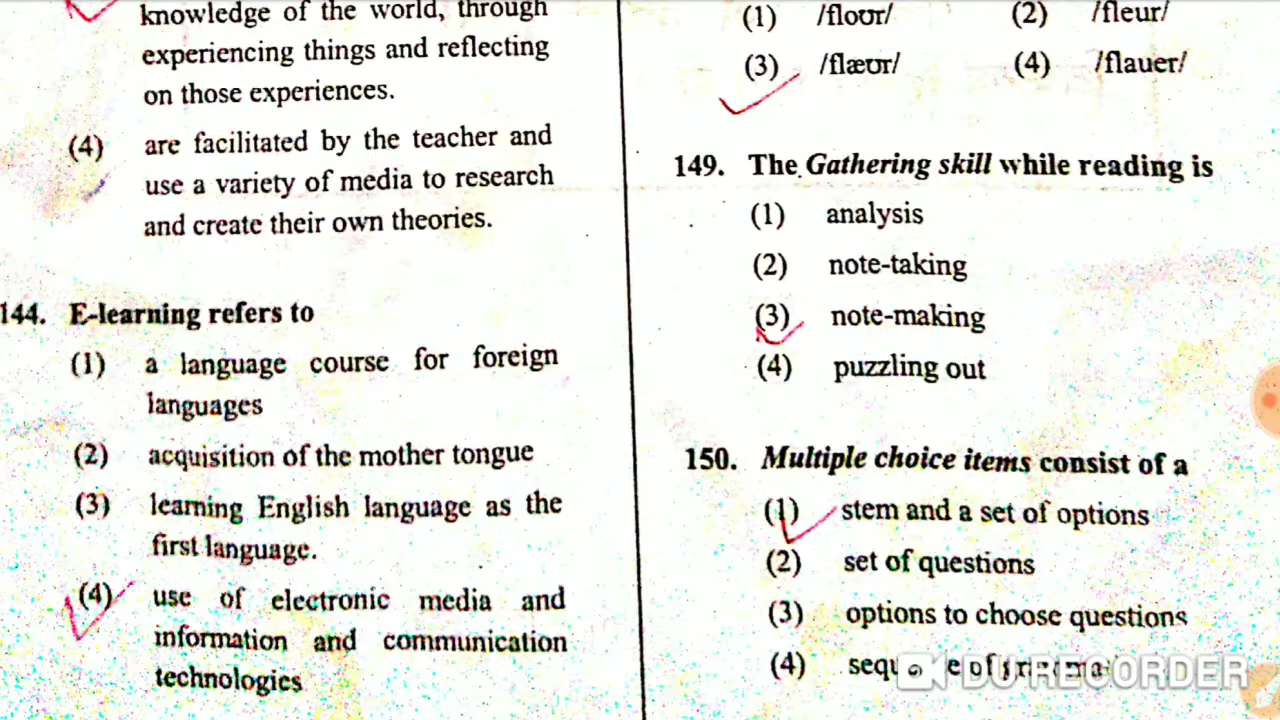 knowledge of the world, through
experiencing things and reflecting
on those experiences.
(4) are facilitated by the teacher and
use a variety of media to research
and create their own theories.
144. E-learning refers to
(1) a language course for foreign
languages
(2) acquisition of the mother tongue
(3) learning English language as the
first language.
(4) use of electronic media and
information and communication
technologies
(1) /floʊr/ (2) /fleur/
(3) /flæʊr/ (4) /flauer/
149. The Gathering skill while reading is
(1) analysis
(2) note-taking
(3) note-making
(4) puzzling out
150. Multiple choice items consist of a
(1) stem and a set of options
(2) set of questions
(3) options to choose questions
(4)
DU RECORDER